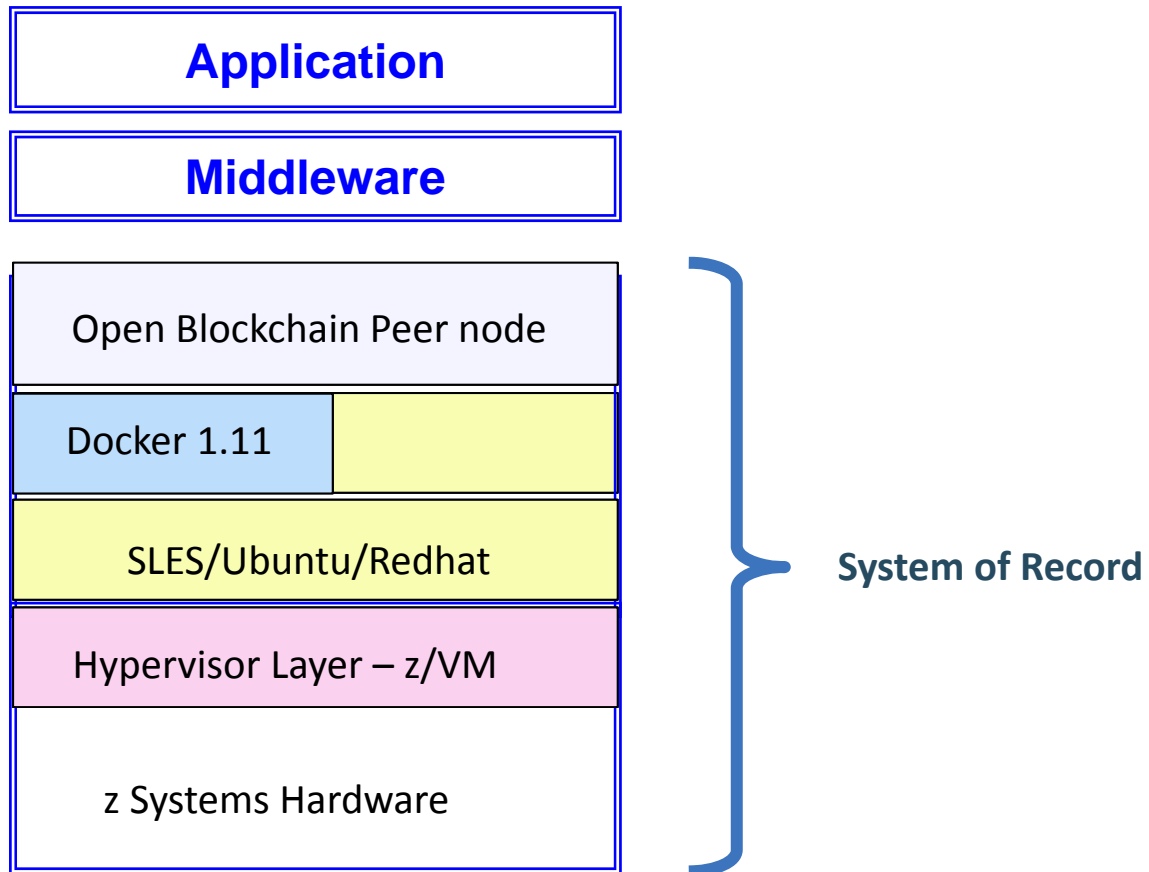 Application
Middleware
Open Blockchain Peer node
Docker 1.11
SLES/Ubuntu/Redhat
System of Record
Hypervisor Layer – z/VM
z Systems Hardware